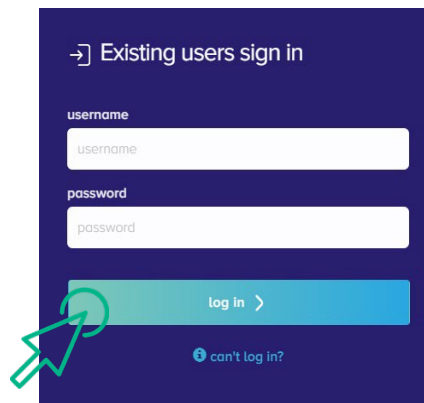 Existing users sign in
username
username
password
password
log in
can't log in?